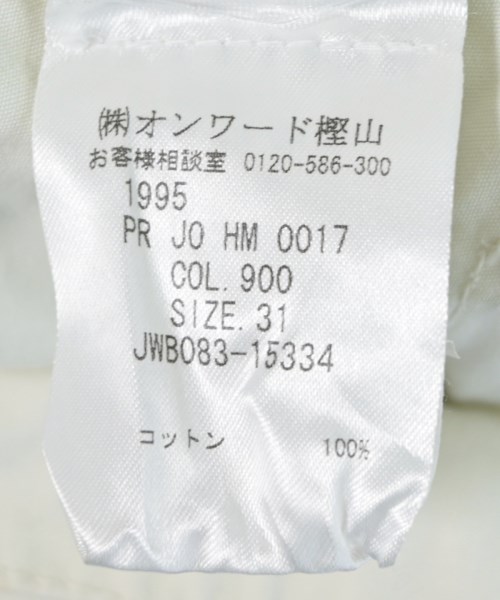 ㈱オンワード樫山
お客様相談室 0120-586-300
1995
PR JO HM 0017
COL. 900
SIZE. 31
JWB083-15334
コットン 100%